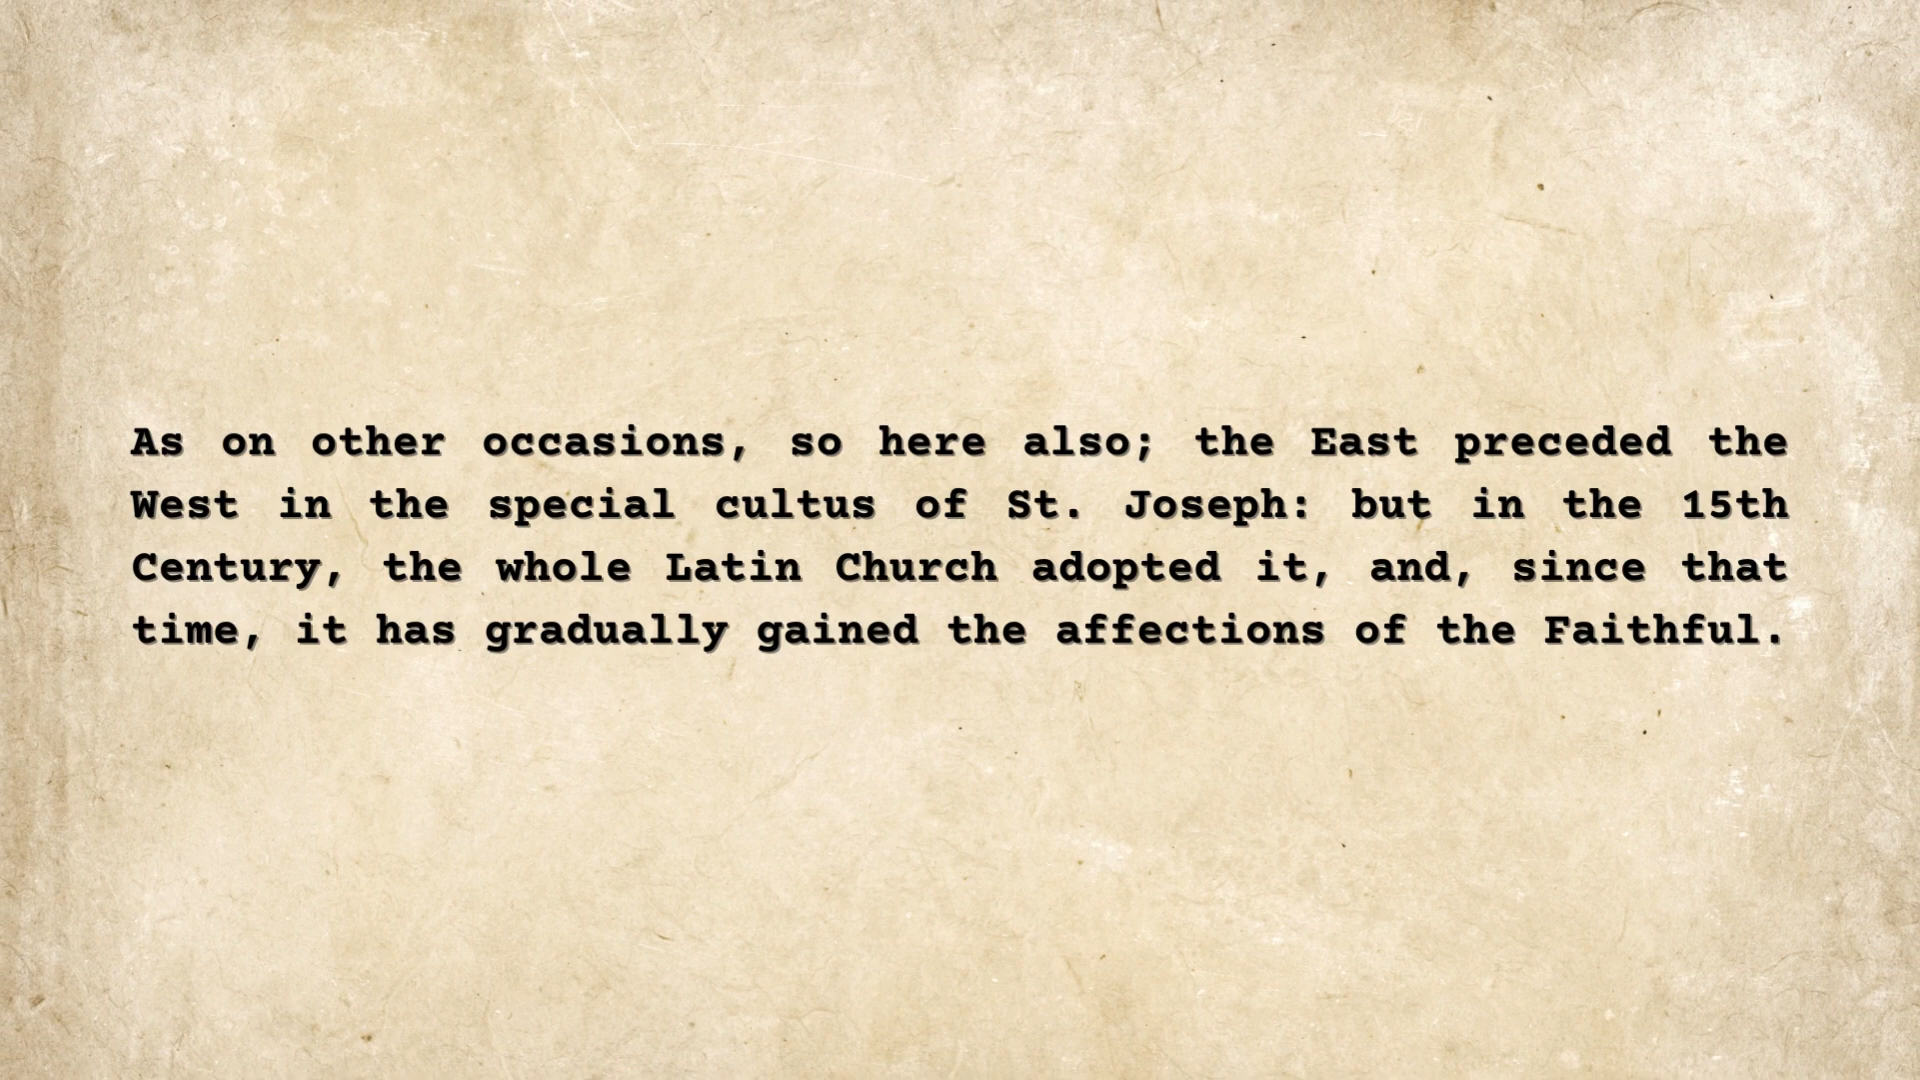 As on other occasions, so here also; the East preceded the
West in the special cultus of St. Joseph: but in the 15th
Century, the whole Latin Church adopted it, and, since that
time, it has gradually gained the affections of the Faithful.